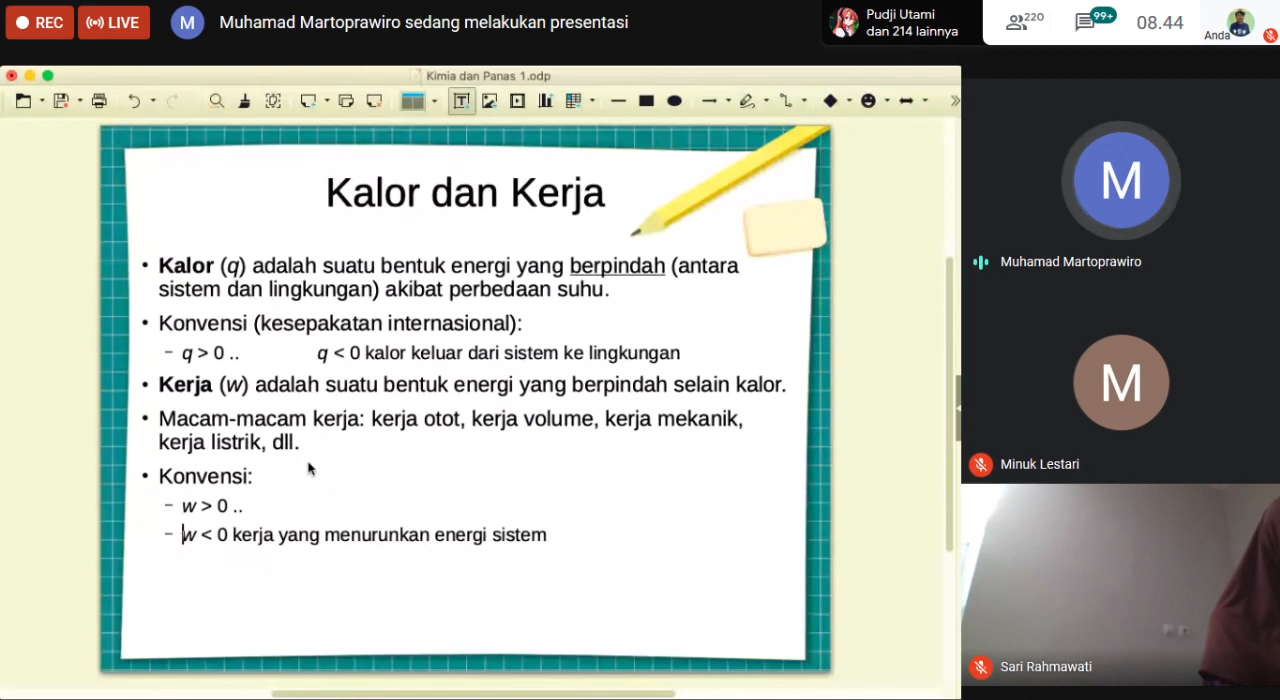 REC
LIVE
M
Muhamad Martoprawiro sedang melakukan presentasi
Pudji Utami
dan 214 lainnya
220
99+
08.44
Anda
Kimia dan Panas 1.odp
Kalor dan Kerja
• Kalor (q) adalah suatu bentuk energi yang berpindah (antara
sistem dan lingkungan) akibat perbedaan suhu.
• Konvensi (kesepakatan internasional):
– q > 0 .. q < 0 kalor keluar dari sistem ke lingkungan
• Kerja (w) adalah suatu bentuk energi yang berpindah selain kalor.
• Macam-macam kerja: kerja otot, kerja volume, kerja mekanik,
kerja listrik, dll.
• Konvensi:
– w > 0 ..
– w < 0 kerja yang menurunkan energi sistem
M
Muhamad Martoprawiro
M
Minuk Lestari
Sari Rahmawati